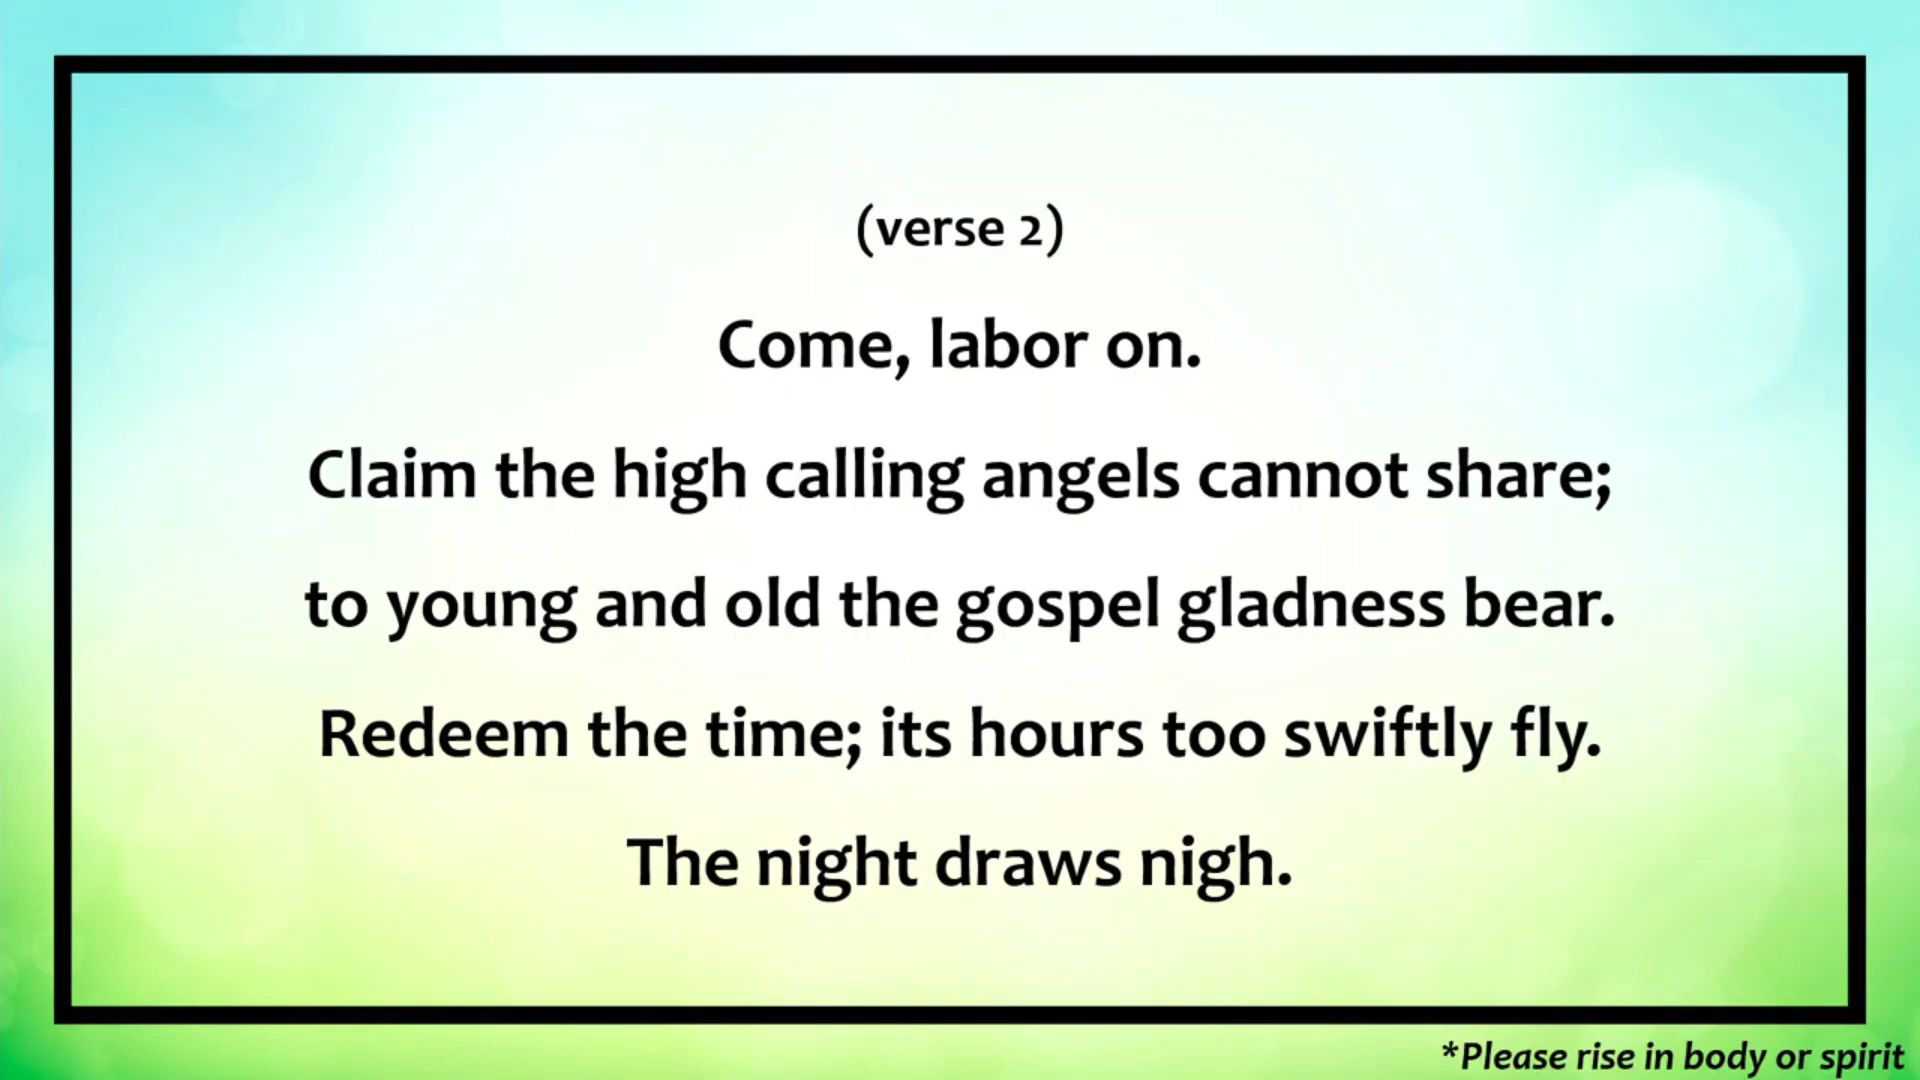 (verse 2)
Come, labor on.
Claim the high calling angels cannot share;
to young and old the gospel gladness bear.
Redeem the time; its hours too swiftly fly.
The night draws nigh.
*Please rise in body or spirit